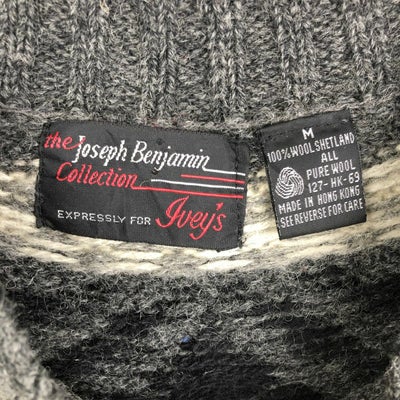 the Joseph Benjamin
Collection
EXPRESSLY FOR Ivey's
M
100% WOOL SHETLAND
ALL
PURE WOOL
127-HK-69
MADE IN HONG KONG
SEE REVERSE FOR CARE